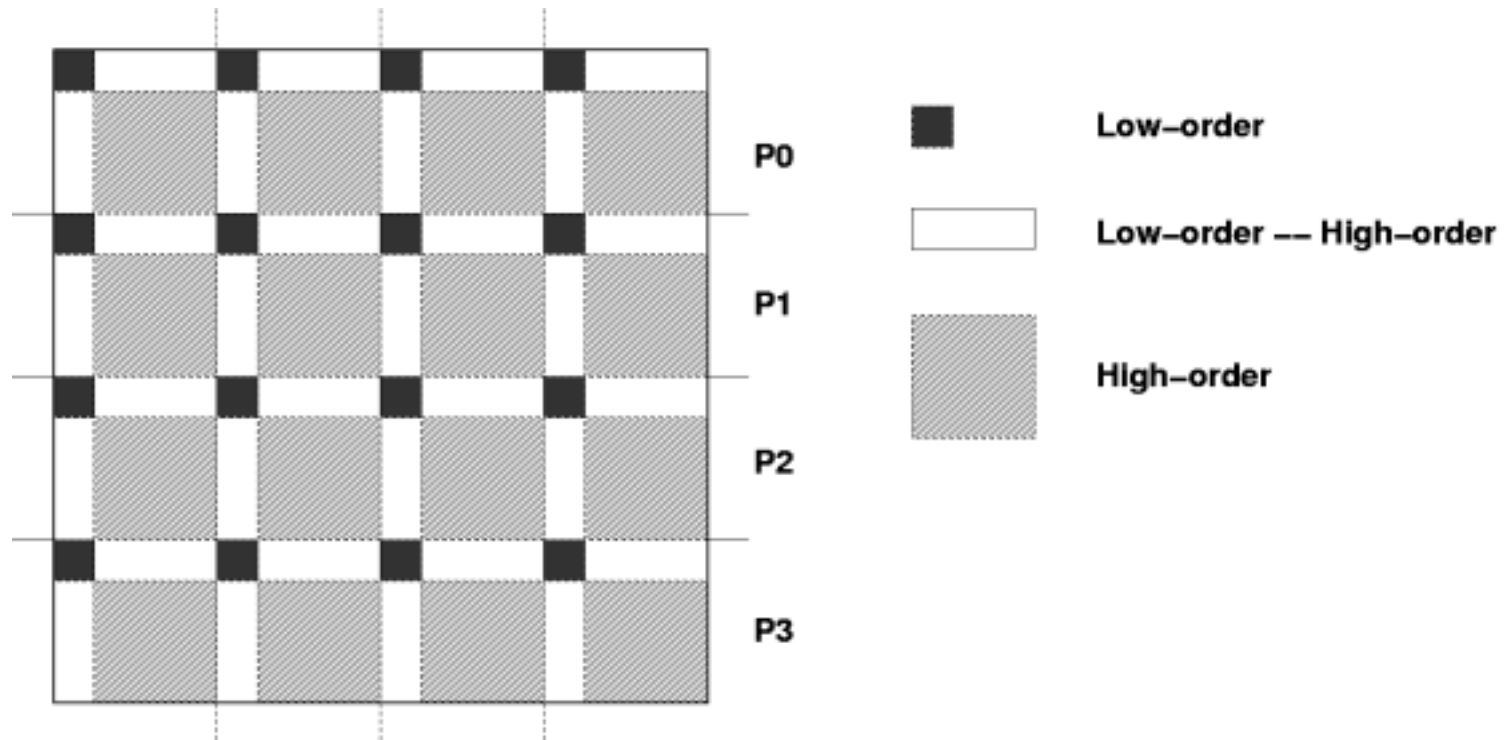 P0
P1
P2
P3
Low–order
Low–order –– High–order
High–order